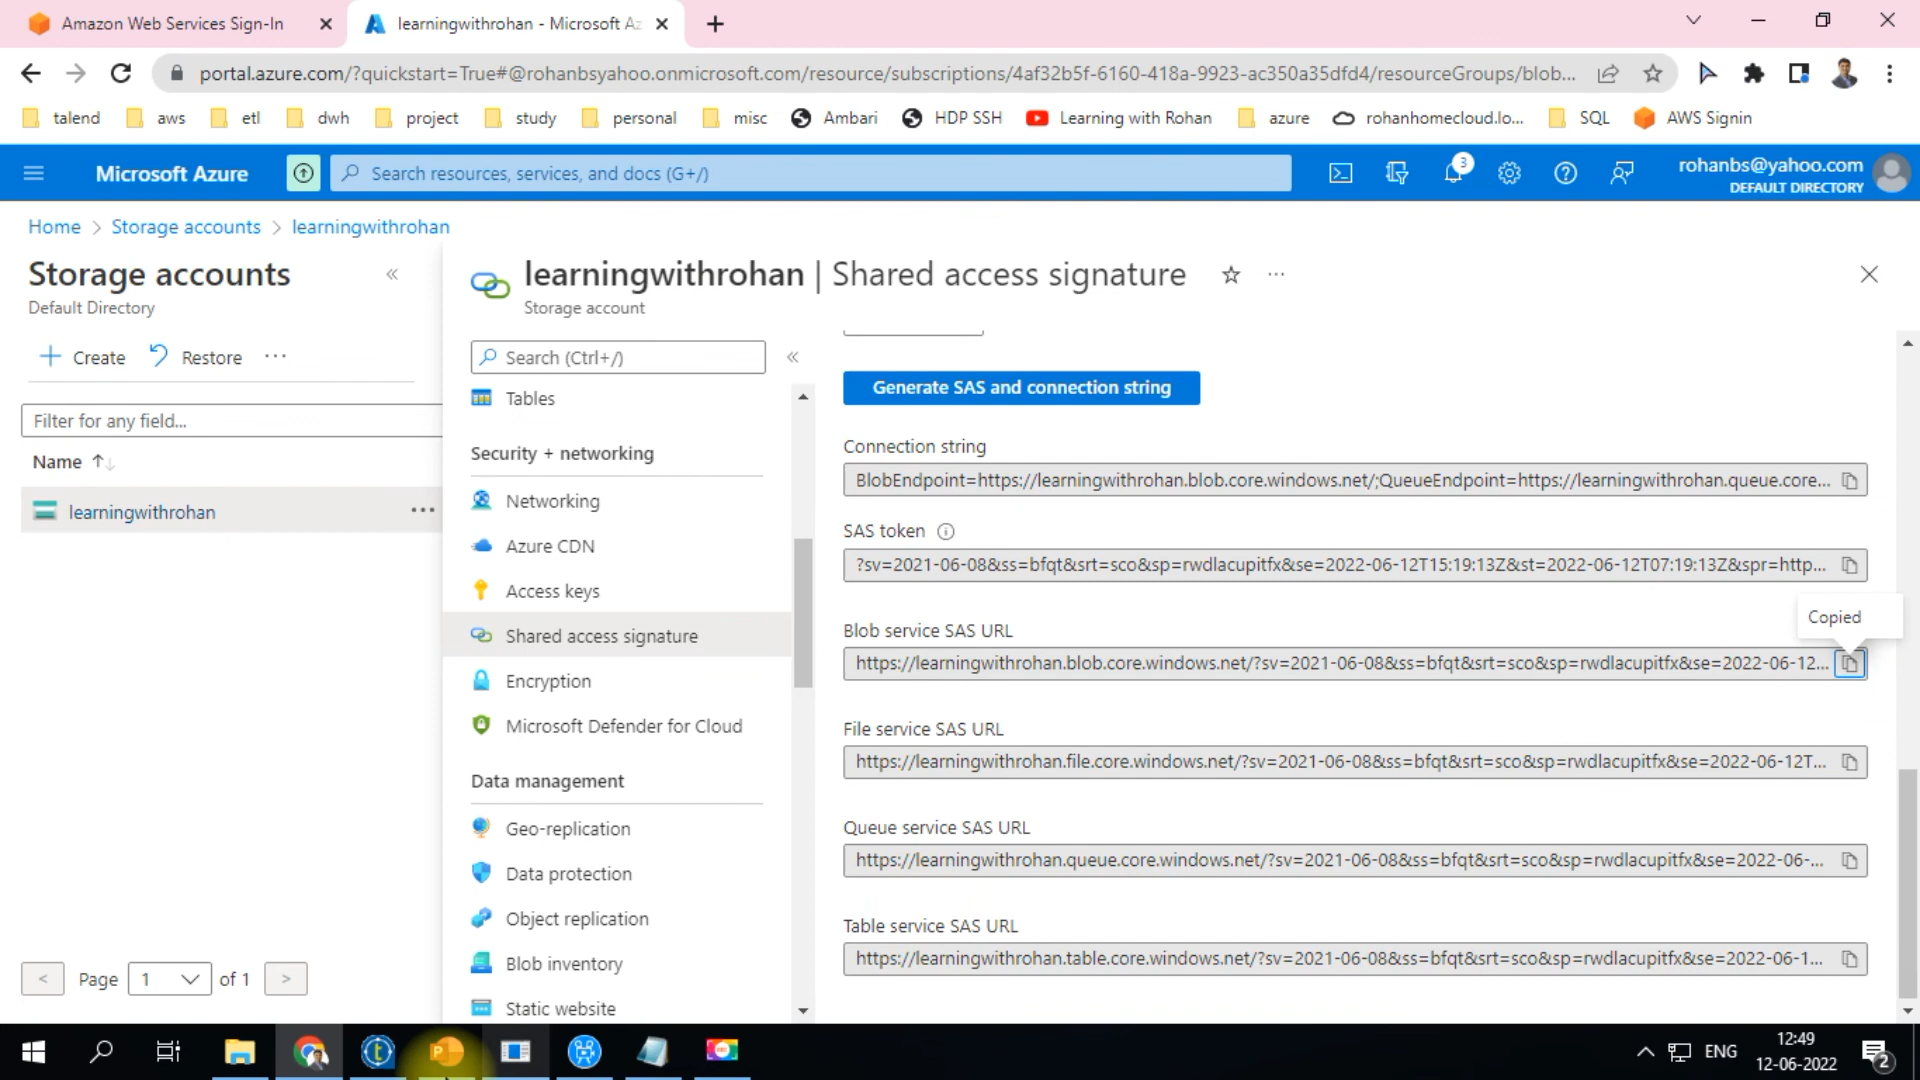 Amazon Web Services Sign-In
learningwithrohan - Microsoft Az
portal.azure.com/?quickstart=True#@rohanbsyahoo.onmicrosoft.com/resource/subscriptions/4af32b5f-6160-418a-9923-ac350a35dfd4/resourceGroups/blob...
talend aws etl dwh project study personal misc Ambari HDP SSH Learning with Rohan azure rohanhomecloud.lo... SQL AWS Signin
Microsoft Azure
Search resources, services, and docs (G+/)
3
rohanbs@yahoo.com
DEFAULT DIRECTORY
Home > Storage accounts > learningwithrohan
Storage accounts
Default Directory
Create Restore ...
Filter for any field...
Name
learningwithrohan
< Page 1 of 1 >
learningwithrohan | Shared access signature
Storage account
Search (Ctrl+/)
Tables
Security + networking
Networking
Azure CDN
Access keys
Shared access signature
Encryption
Microsoft Defender for Cloud
Data management
Geo-replication
Data protection
Object replication
Blob inventory
Static website
Generate SAS and connection string
Connection string
BlobEndpoint=https://learningwithrohan.blob.core.windows.net/;QueueEndpoint=https://learningwithrohan.queue.core...
SAS token
?sv=2021-06-08&ss=bfqt&srt=sco&sp=rwdlacupitfx&se=2022-06-12T15:19:13Z&st=2022-06-12T07:19:13Z&spr=http...
Copied
Blob service SAS URL
https://learningwithrohan.blob.core.windows.net/?sv=2021-06-08&ss=bfqt&srt=sco&sp=rwdlacupitfx&se=2022-06-12...
File service SAS URL
https://learningwithrohan.file.core.windows.net/?sv=2021-06-08&ss=bfqt&srt=sco&sp=rwdlacupitfx&se=2022-06-12T...
Queue service SAS URL
https://learningwithrohan.queue.core.windows.net/?sv=2021-06-08&ss=bfqt&srt=sco&sp=rwdlacupitfx&se=2022-06-...
Table service SAS URL
https://learningwithrohan.table.core.windows.net/?sv=2021-06-08&ss=bfqt&srt=sco&sp=rwdlacupitfx&se=2022-06-1...
ENG
12:49
12-06-2022
2